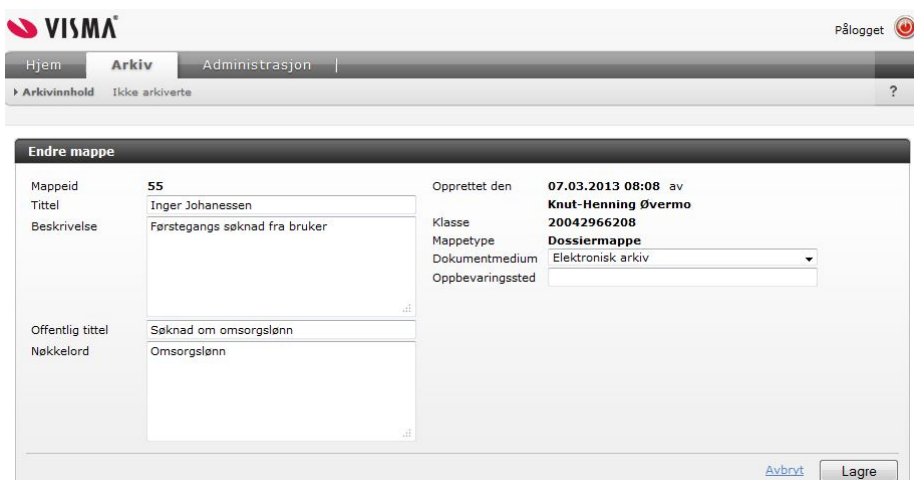 VISMA
Pålogget
Hjem Arkiv Administrasjon |
Arkivinnhold Ikke arkiverte ?
Endre mappe
Mappeid 55
Tittel Inger Johanessen
Beskrivelse Førstegangs søknad fra bruker
Offentlig tittel Søknad om omsorgslønn
Nøkkelord Omsorgslønn
Opprettet den 07.03.2013 08:08 av
Knut-Henning Øvermo
Klasse 20042966208
Mappetype Dossiermappe
Dokumentmedium Elektronisk arkiv
Oppbevaringssted
Avbryt Lagre